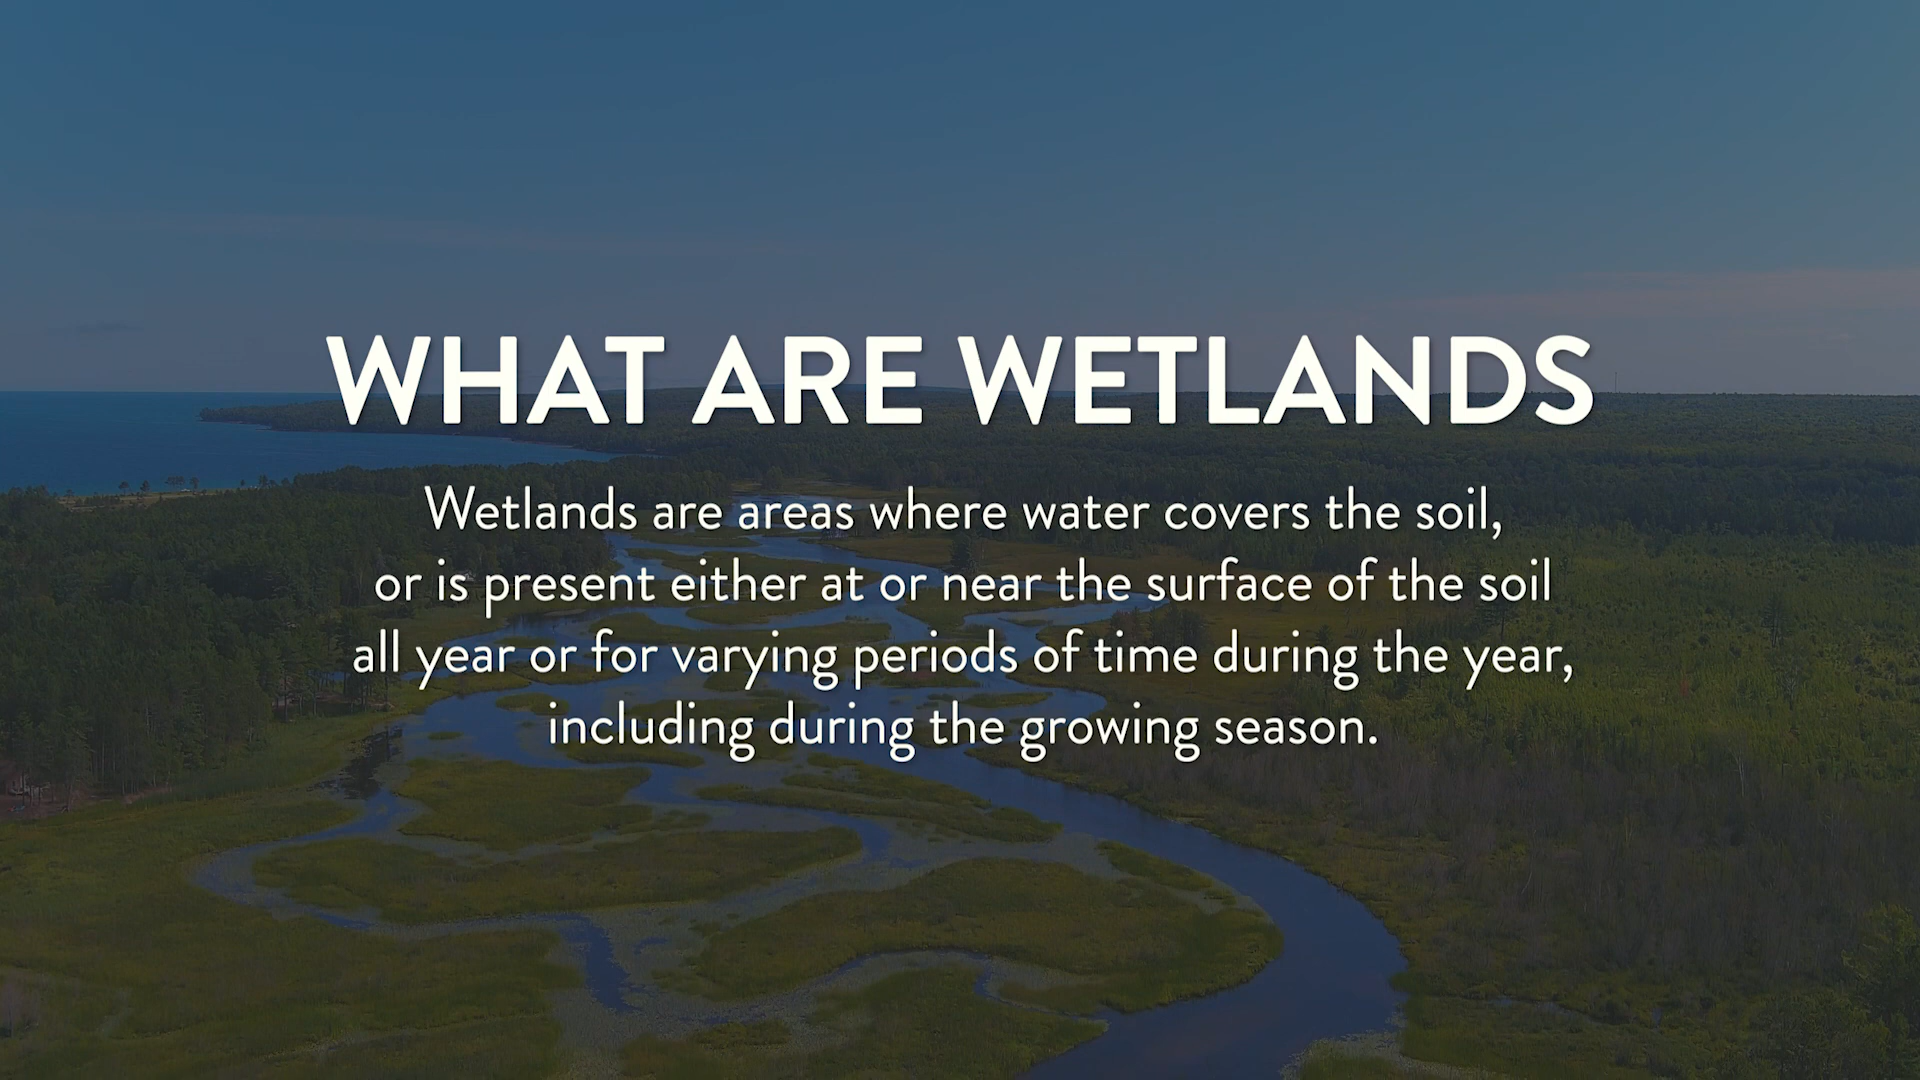 WHAT ARE WETLANDS
Wetlands are areas where water covers the soil,
or is present either at or near the surface of the soil
all year or for varying periods of time during the year,
including during the growing season.